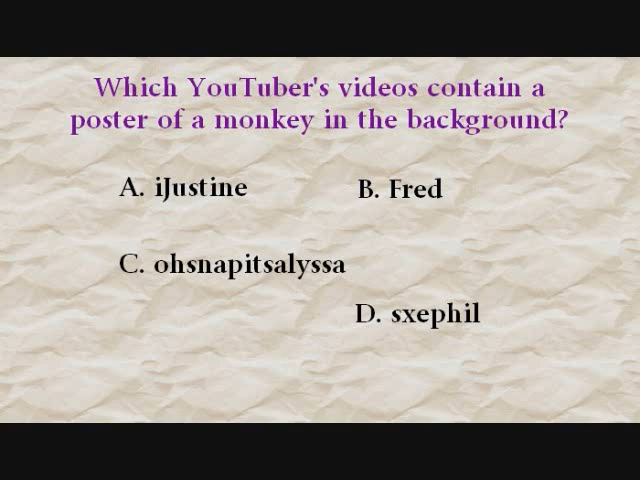 Which YouTuber's videos contain a
poster of a monkey in the background?
A. iJustine
B. Fred
C. ohsnapitsalyssa
D. sxephil